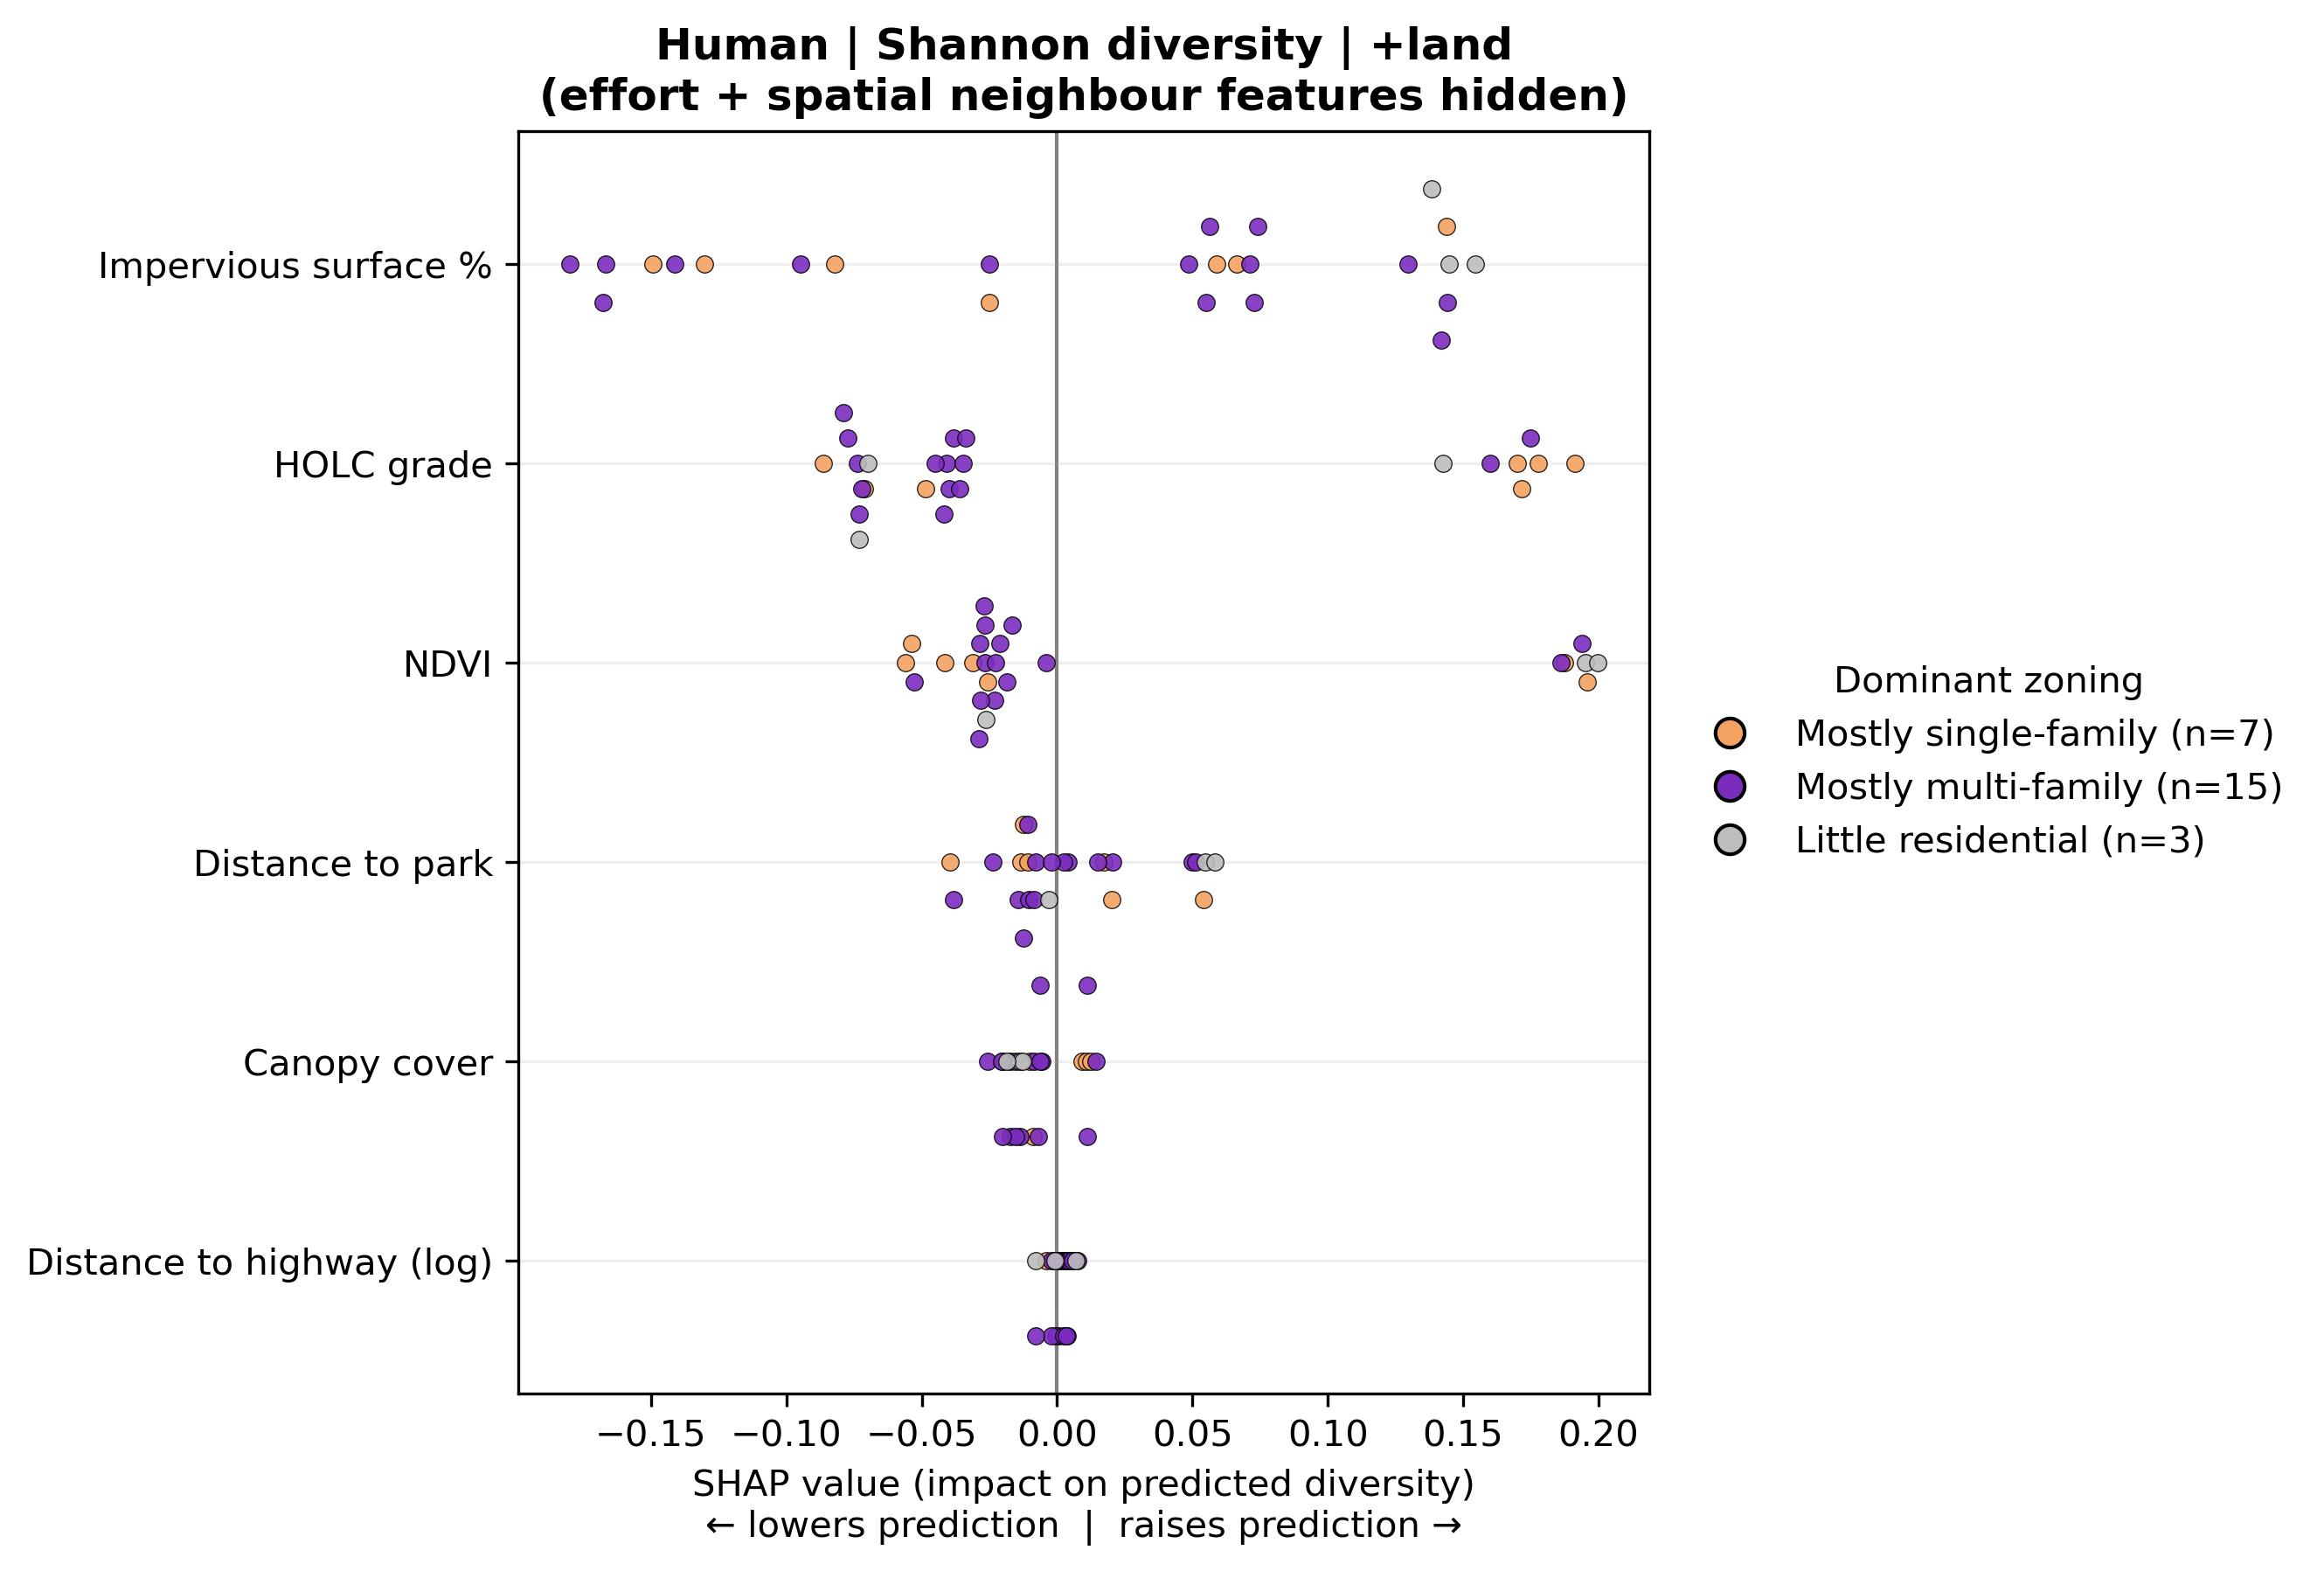 Human | Shannon diversity | +land
(effort + spatial neighbour features hidden)
Impervious surface %
HOLC grade
NDVI
Distance to park
Canopy cover
Distance to highway (log)
−0.15 −0.10 −0.05 0.00 0.05 0.10 0.15 0.20
SHAP value (impact on predicted diversity)
← lowers prediction | raises prediction →
Dominant zoning
Mostly single-family (n=7)
Mostly multi-family (n=15)
Little residential (n=3)